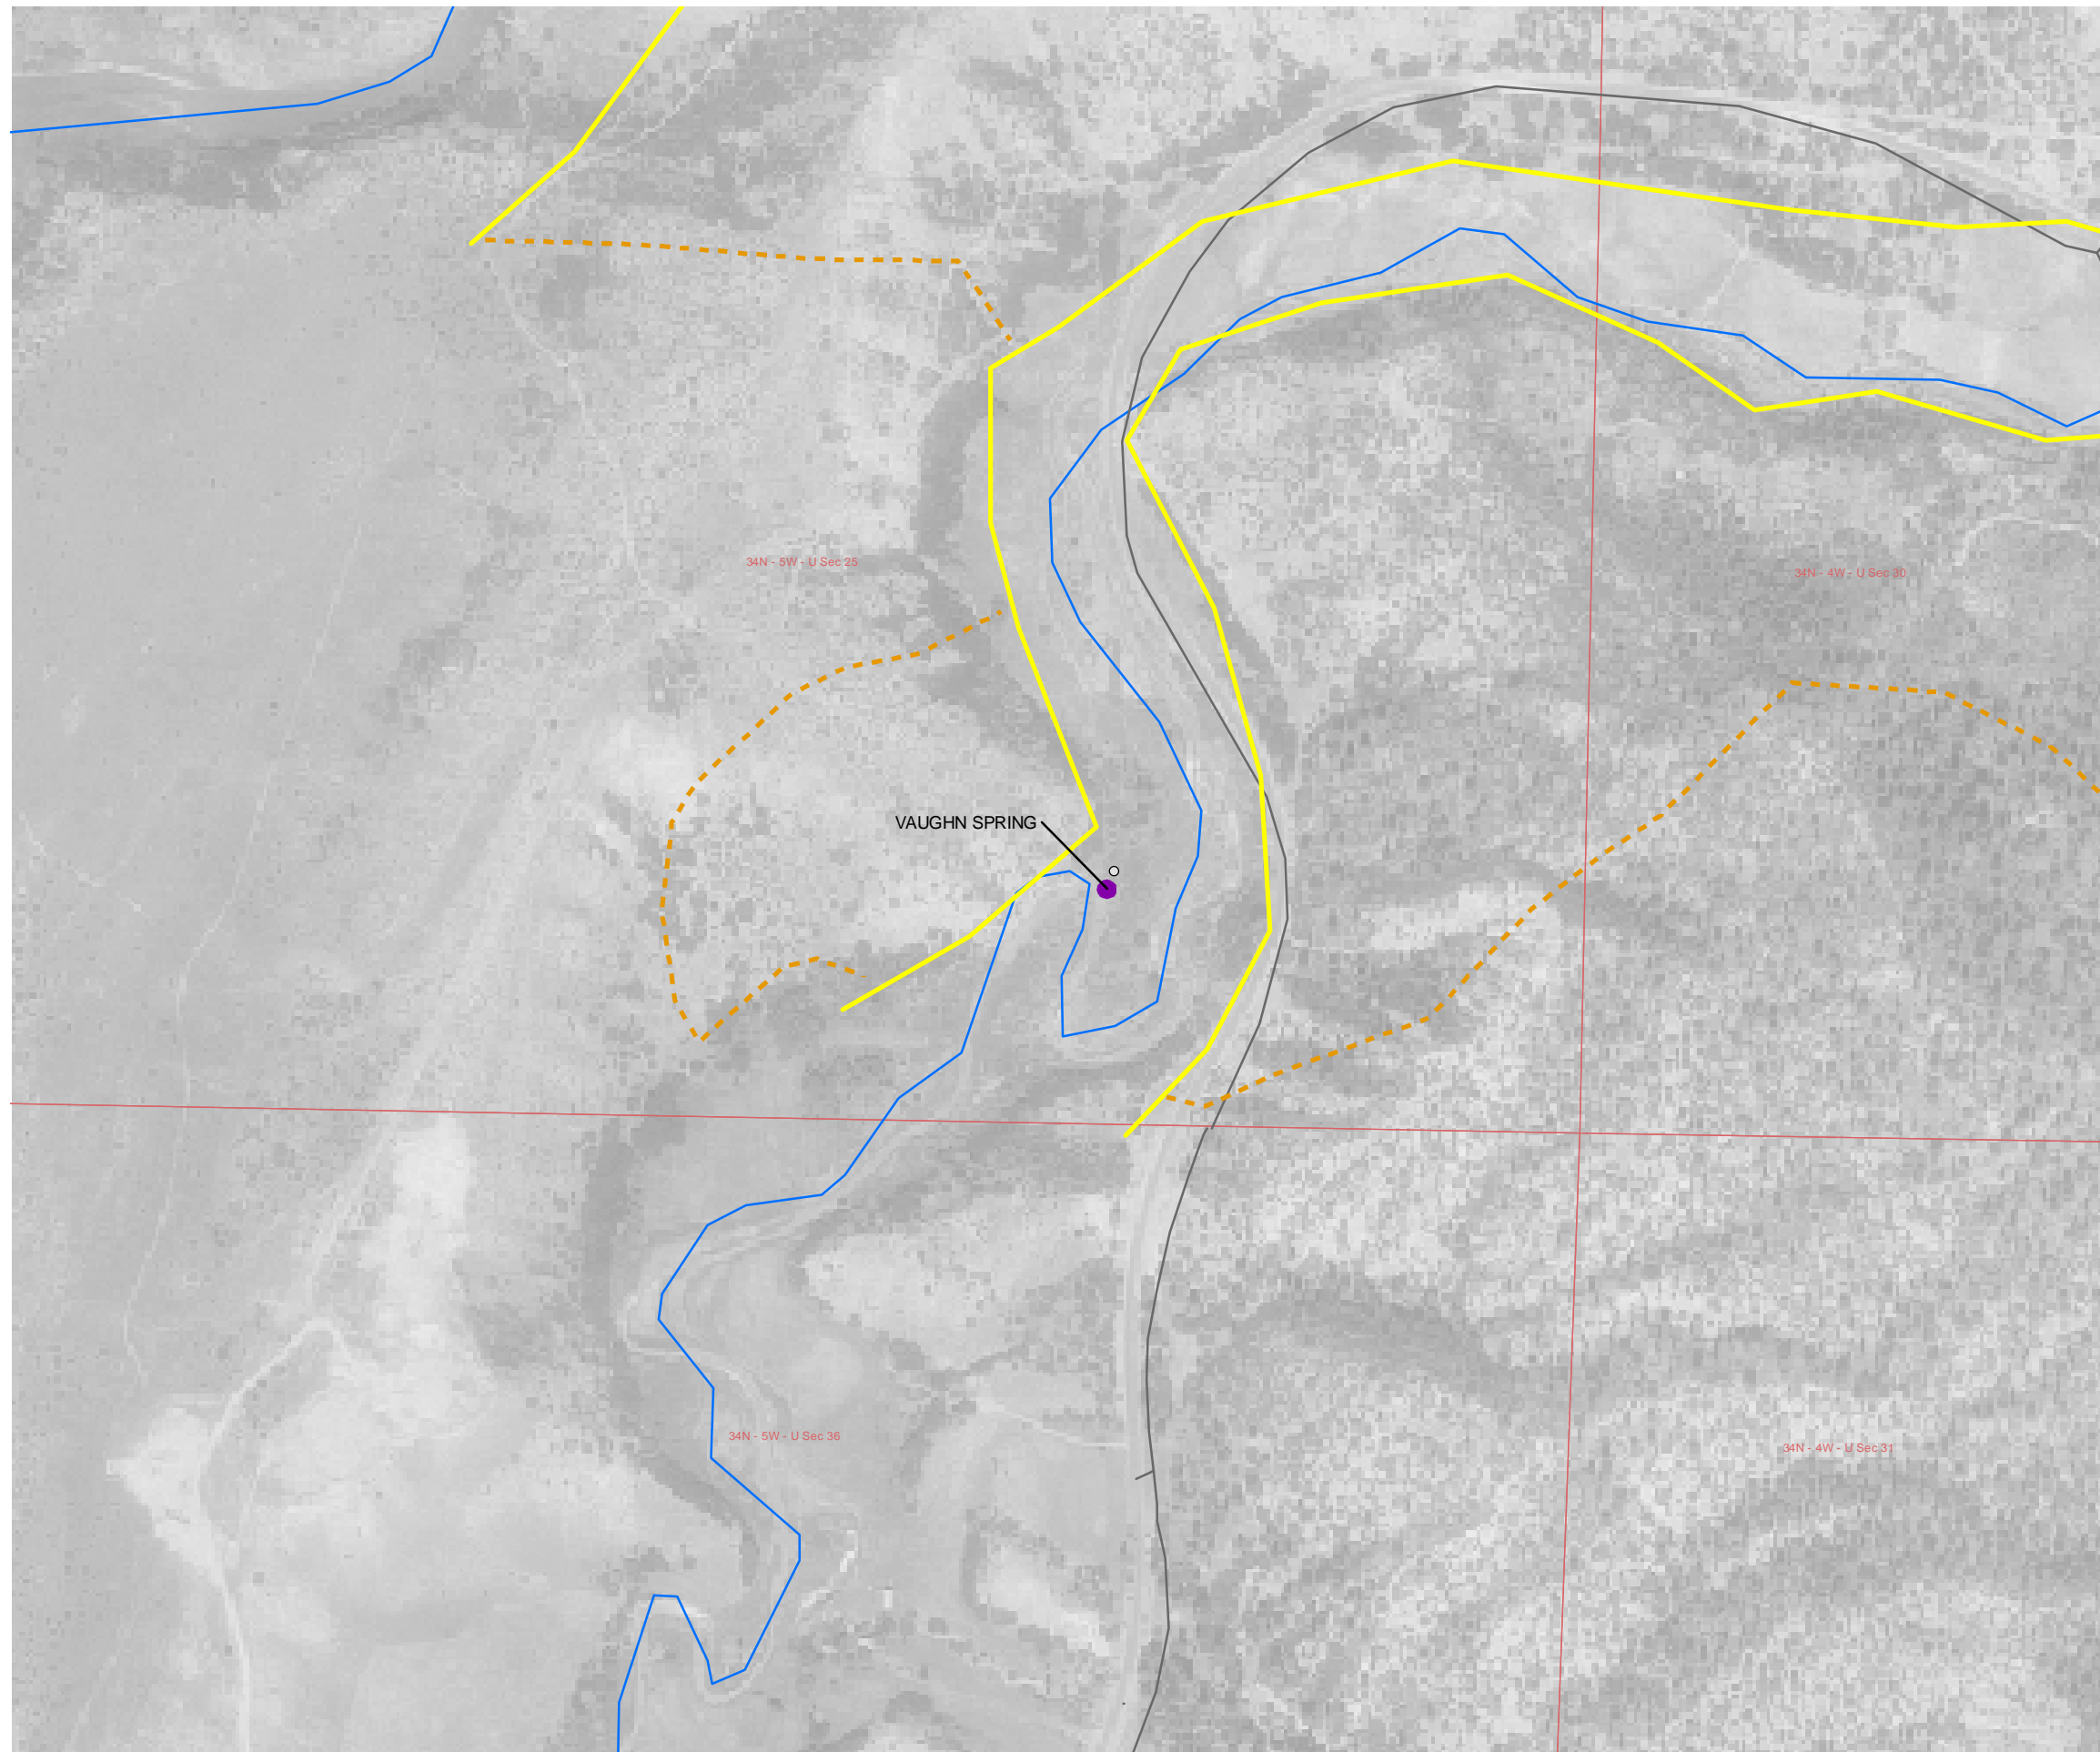 34N - 5W - U Sec 25
34N - 4W - U Sec 30
VAUGHN SPRING
34N - 5W - U Sec 36
34N - 4W - U Sec 31